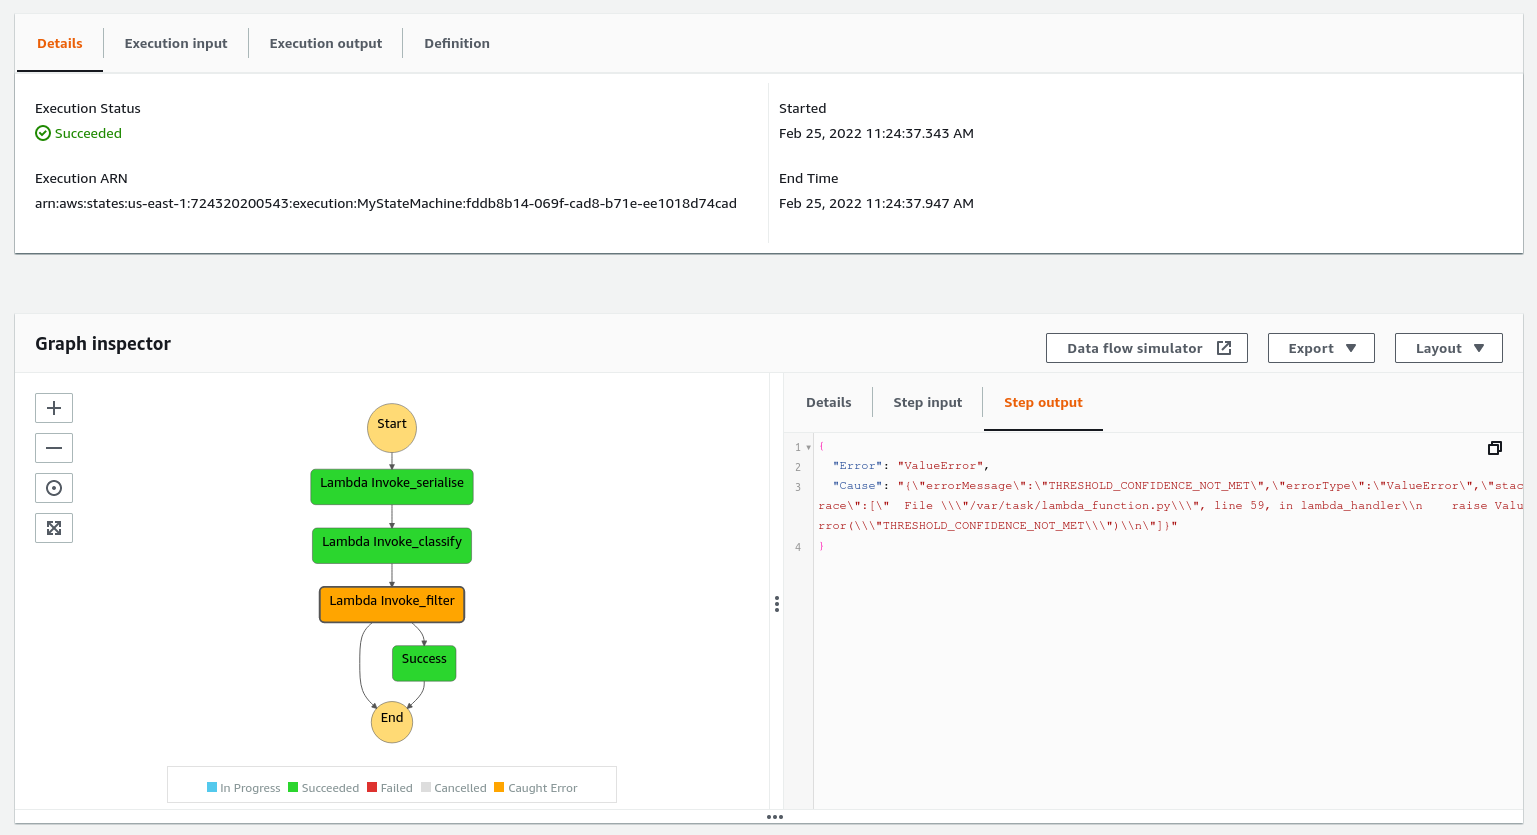 Details
Execution input
Execution output
Definition
Execution Status
Succeeded
Execution ARN
arn:aws:states:us-east-1:724320200543:execution:MyStateMachine:fddb8b14-069f-cad8-b71e-ee1018d74cad
Started
Feb 25, 2022 11:24:37.343 AM
End Time
Feb 25, 2022 11:24:37.947 AM
Graph inspector
Data flow simulator
Export
Layout
Start
Lambda Invoke_serialise
Lambda Invoke_classify
Lambda Invoke_filter
Success
End
In Progress
Succeeded
Failed
Cancelled
Caught Error
Details
Step input
Step output
1 {
2 "Error": "ValueError",
3 "Cause": "{\"errorMessage\":\"THRESHOLD_CONFIDENCE_NOT_MET\",\"errorType\":\"ValueError\",\"stac
race\":[\"  File \\\"/var/task/lambda_function.py\\\", line 59, in lambda_handler\\n    raise Valu
rror(\\\"THRESHOLD_CONFIDENCE_NOT_MET\\\")\\n\"]}"
4 }